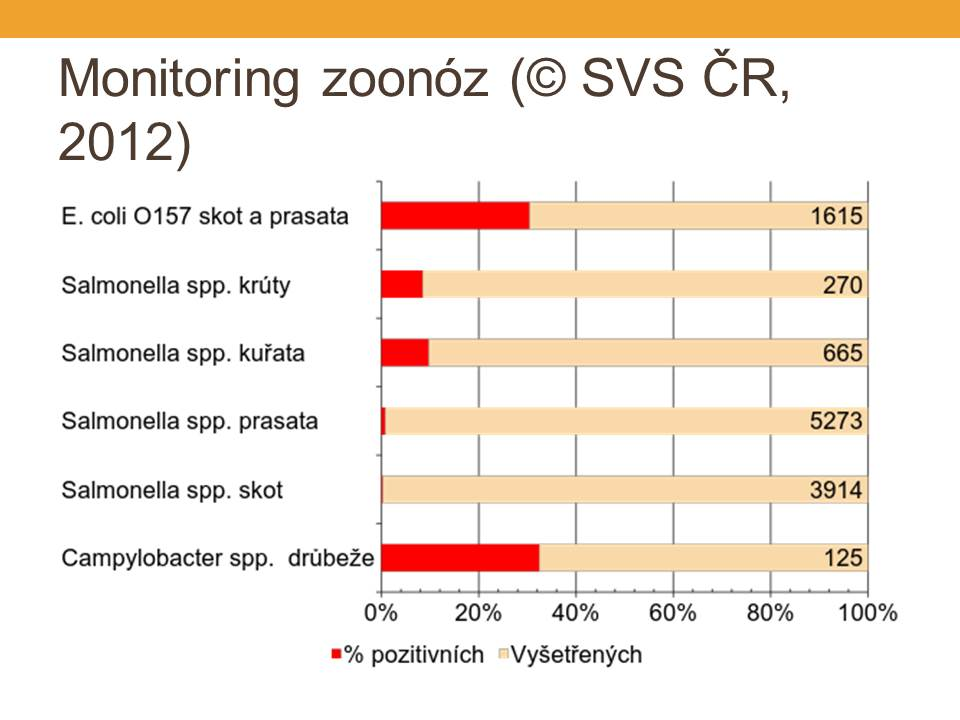 Monitoring zoonóz (© SVS ČR,
2012)
E. coli O157 skot a prasata 1615
Salmonella spp. krúty 270
Salmonella spp. kuřata 665
Salmonella spp. prasata 5273
Salmonella spp. skot 3914
Campylobacter spp. drůbeže 125
0% 20% 40% 60% 80% 100%
% pozitivních Vyšetřených